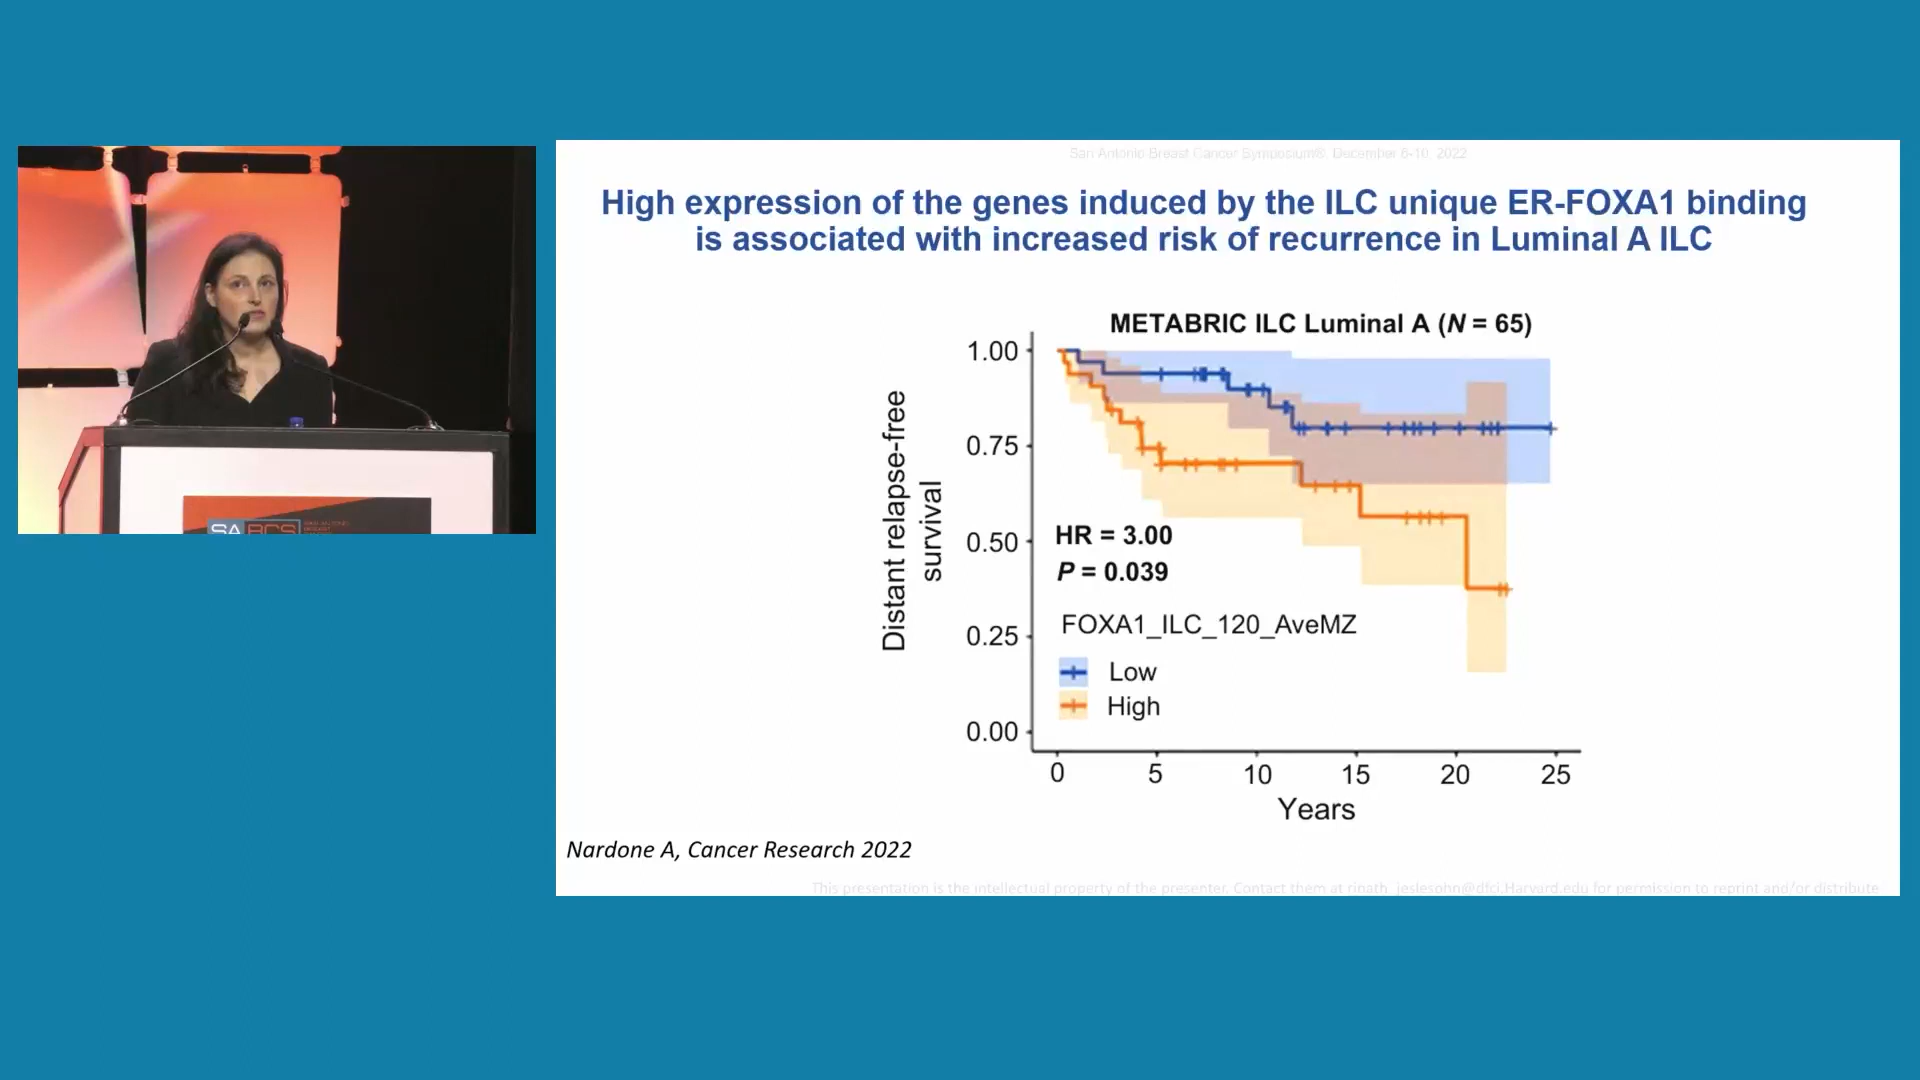 San Antonio Breast Cancer Symposium®, December 6-10, 2022
High expression of the genes induced by the ILC unique ER-FOXA1 binding
is associated with increased risk of recurrence in Luminal A ILC
METABRIC ILC Luminal A (N = 65)
Distant relapse-free
survival
1.00
0.75
0.50
0.25
0.00
HR = 3.00
P = 0.039
FOXA1_ILC_120_AveMZ
Low
High
0 5 10 15 20 25
Years
Nardone A, Cancer Research 2022
This presentation is the intellectual property of the presenter. Contact them at rinath_jeslesohn@dfci.Harvard.edu for permission to reprint and/or distribute
SABCS